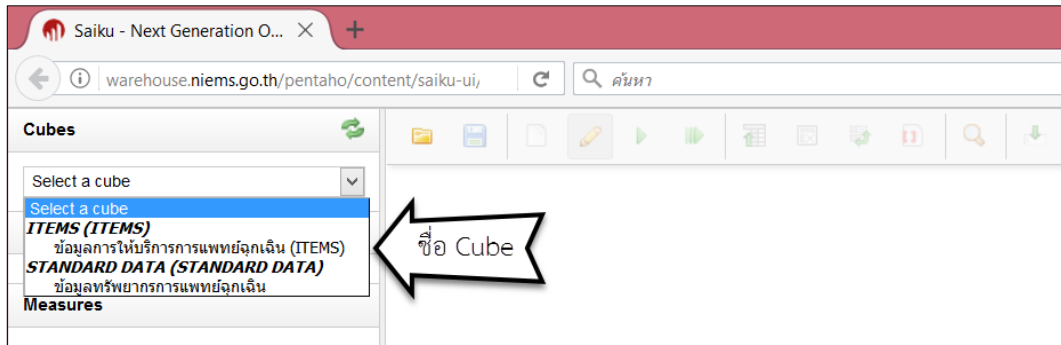 Saiku - Next Generation O...
warehouse.niems.go.th/pentaho/content/saiku-ui/
ค้นหา
Cubes
Select a cube
Select a cube
ITEMS (ITEMS)
ข้อมูลการให้บริการการแพทย์ฉุกเฉิน (ITEMS)
STANDARD DATA (STANDARD DATA)
ข้อมูลทรัพยากรการแพทย์ฉุกเฉิน
Measures
ชื่อ Cube